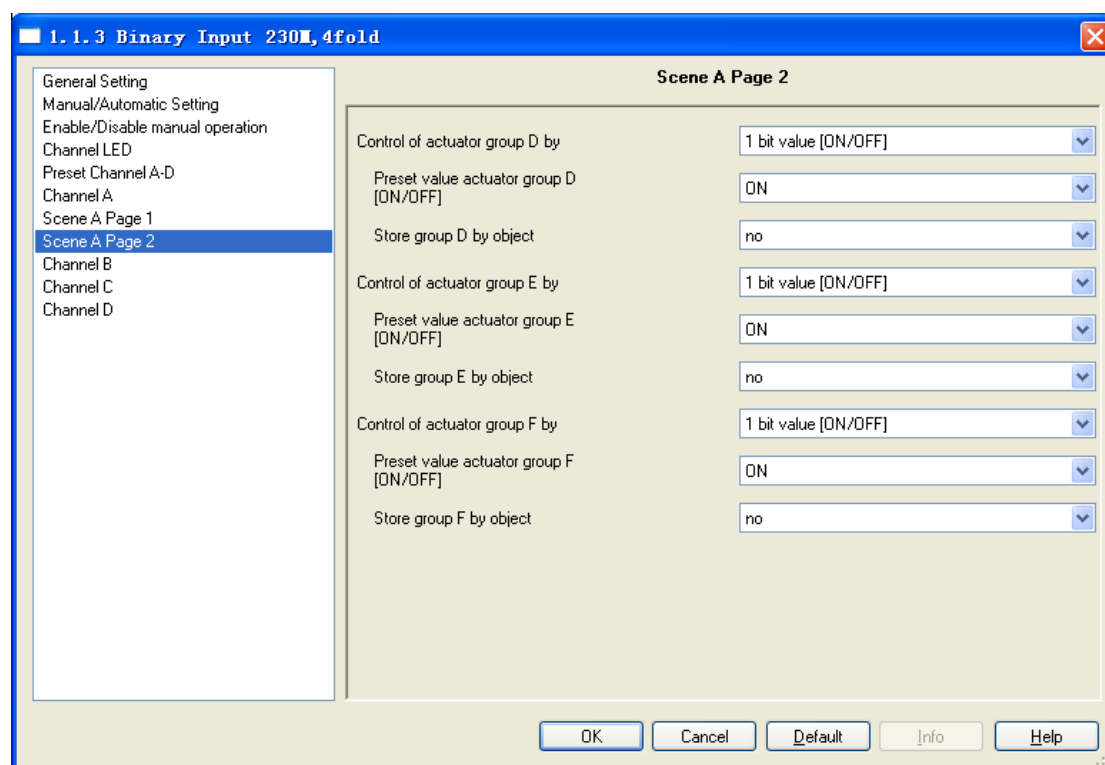 1.1.3 Binary Input 230M,4fold
General Setting
Manual/Automatic Setting
Enable/Disable manual operation
Channel LED
Preset Channel A-D
Channel A
Scene A Page 1
Scene A Page 2
Channel B
Channel C
Channel D
Scene A Page 2
Control of actuator group D by
1 bit value [ON/OFF]
Preset value actuator group D
[ON/OFF]
ON
Store group D by object
no
Control of actuator group E by
1 bit value [ON/OFF]
Preset value actuator group E
[ON/OFF]
ON
Store group E by object
no
Control of actuator group F by
1 bit value [ON/OFF]
Preset value actuator group F
[ON/OFF]
ON
Store group F by object
no
OK
Cancel
Default
Info
Help